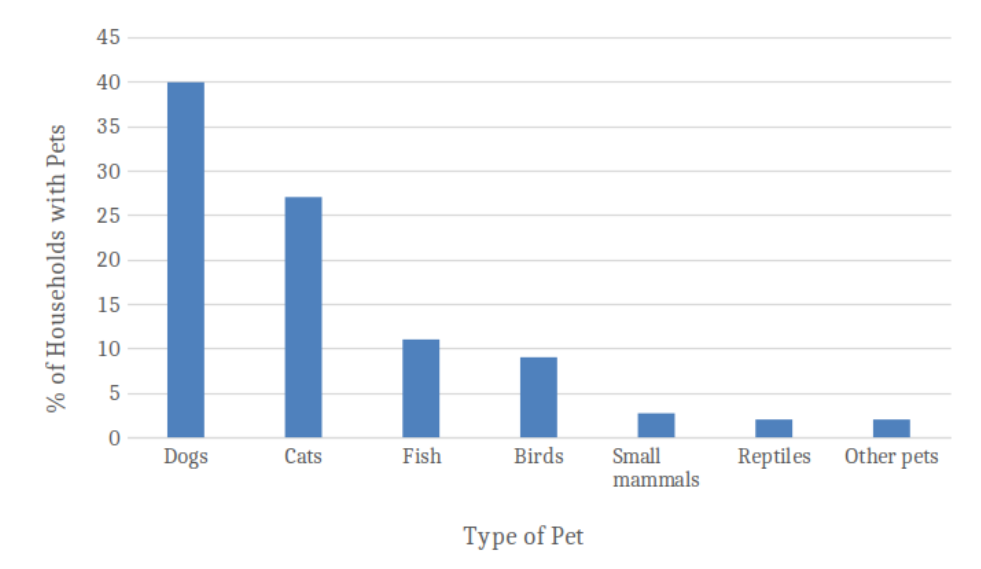 45
40
35
30
25
20
15
10
5
0
% of Households with Pets
Dogs
Cats
Fish
Birds
Small
mammals
Reptiles
Other pets
Type of Pet